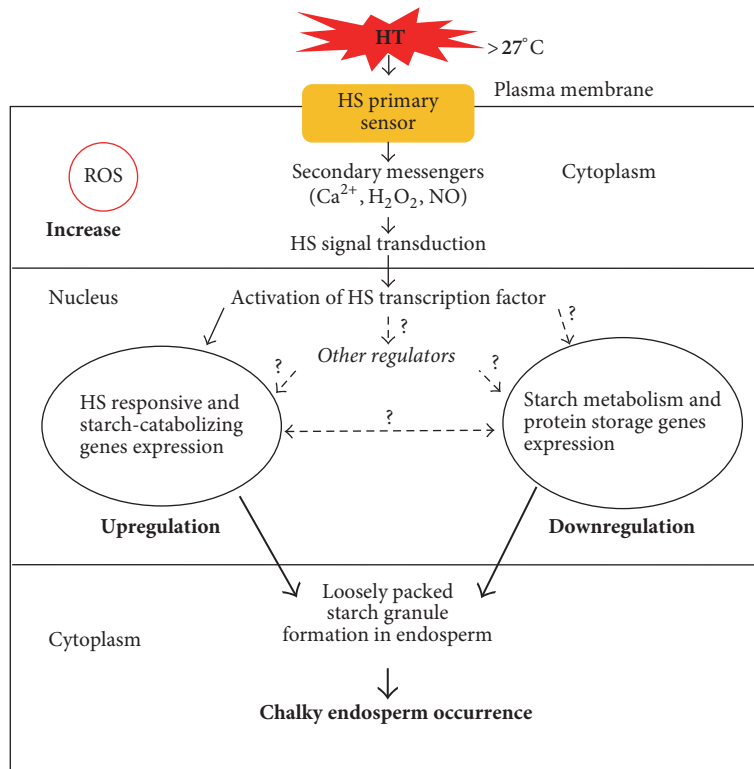 HT
>27°C
Plasma membrane
HS primary
sensor
ROS
Increase
Secondary messengers
(Ca²⁺, H₂O₂, NO)
Cytoplasm
HS signal transduction
Nucleus
Activation of HS transcription factor
?
?
Other regulators
?
?
HS responsive and
starch-catabolizing
genes expression
?
Starch metabolism and
protein storage genes
expression
Upregulation
Downregulation
Loosely packed
starch granule
formation in endosperm
Cytoplasm
Chalky endosperm occurrence